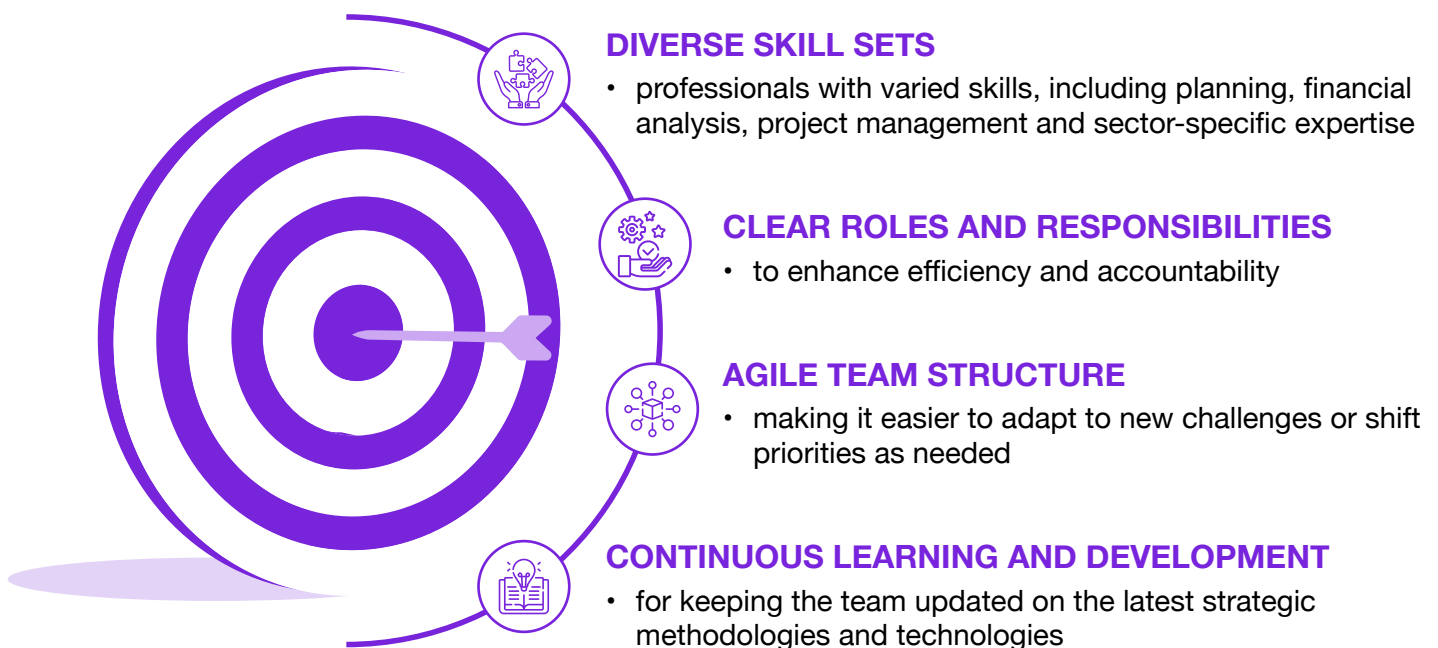 DIVERSE SKILL SETS
• professionals with varied skills, including planning, financial
analysis, project management and sector-specific expertise
CLEAR ROLES AND RESPONSIBILITIES
• to enhance efficiency and accountability
AGILE TEAM STRUCTURE
• making it easier to adapt to new challenges or shift
priorities as needed
CONTINUOUS LEARNING AND DEVELOPMENT
• for keeping the team updated on the latest strategic
methodologies and technologies